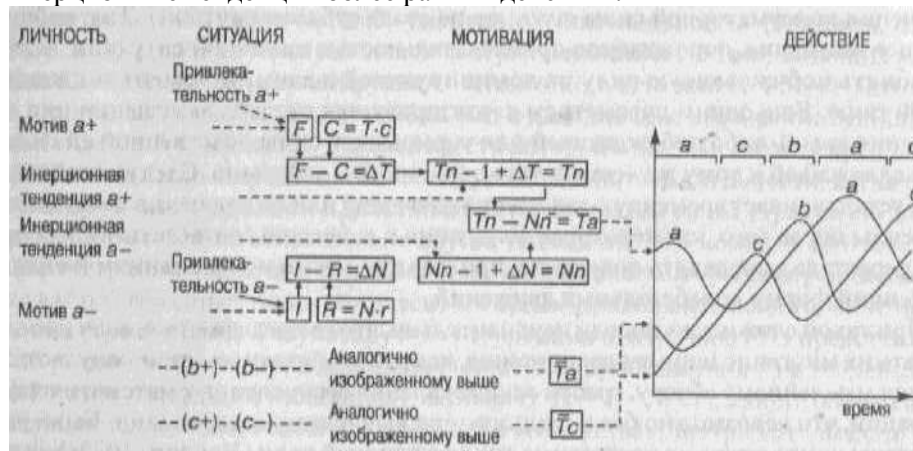 ЛИЧНОСТЬ СИТУАЦИЯ МОТИВАЦИЯ ДЕЙСТВИЕ
Привлека-
тельность a+
Мотив a+
F C = T·c
a c b a c
F – C = ΔT
Tn – 1 + ΔT = Tn
Инерционная
тенденция a+
Tn – Nn = Ta
Инерционная
тенденция a–
a c b a
Привлека-
тельность a–
I – R = ΔN
Nn – 1 + ΔN = Nn
Мотив a–
I R = N·r
(b+) (b–)
Аналогично
изображенному выше
Ta
(c+) (c–)
Аналогично
изображенному выше
Tc
время